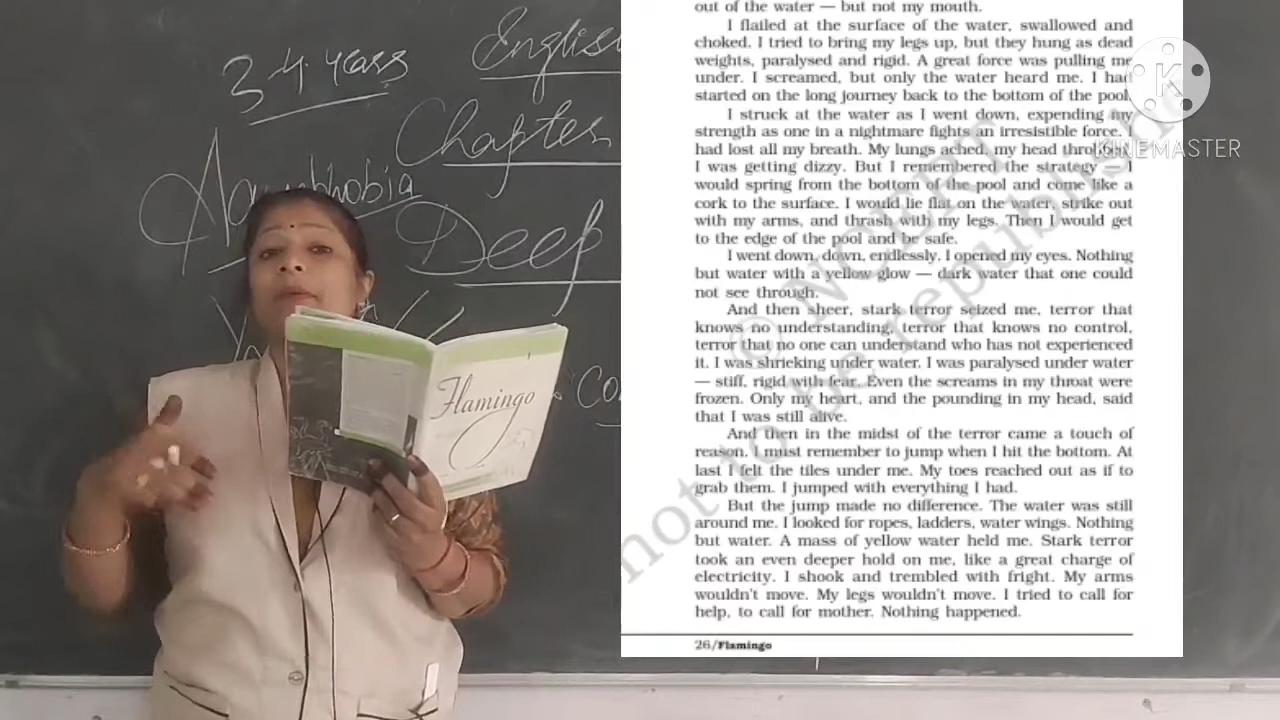 3 4 years
English
Chapter
Deep
Flamingo
out of the water — but not my mouth.
I flailed at the surface of the water, swallowed and
choked. I tried to bring my legs up, but they hung as dead
weights, paralysed and rigid. A great force was pulling me
under. I screamed, but only the water heard me. I had
started on the long journey back to the bottom of the pool.
I struck at the water as I went down, expending my
strength as one in a nightmare fights an irresistible force. I
had lost all my breath. My lungs ached, my head throbbed.
I was getting dizzy. But I remembered the strategy — I
would spring from the bottom of the pool and come like a
cork to the surface. I would lie flat on the water, strike out
with my arms, and thrash with my legs. Then I would get
to the edge of the pool and be safe.
I went down, down, endlessly. I opened my eyes. Nothing
but water with a yellow glow — dark water that one could
not see through.
And then sheer, stark terror seized me, terror that
knows no understanding, terror that knows no control,
terror that no one can understand who has not experienced
it. I was shrieking under water. I was paralysed under water
— stiff, rigid with fear. Even the screams in my throat were
frozen. Only my heart, and the pounding in my head, said
that I was still alive.
And then in the midst of the terror came a touch of
reason. I must remember to jump when I hit the bottom. At
last I felt the tiles under me. My toes reached out as if to
grab them. I jumped with everything I had.
But the jump made no difference. The water was still
around me. I looked for ropes, ladders, water wings. Nothing
but water. A mass of yellow water held me. Stark terror
took an even deeper hold on me, like a great charge of
electricity. I shook and trembled with fright. My arms
wouldn't move. My legs wouldn't move. I tried to call for
help, to call for mother. Nothing happened.
26/Flamingo
© NCERT
not to be republished
K
KINEMASTER